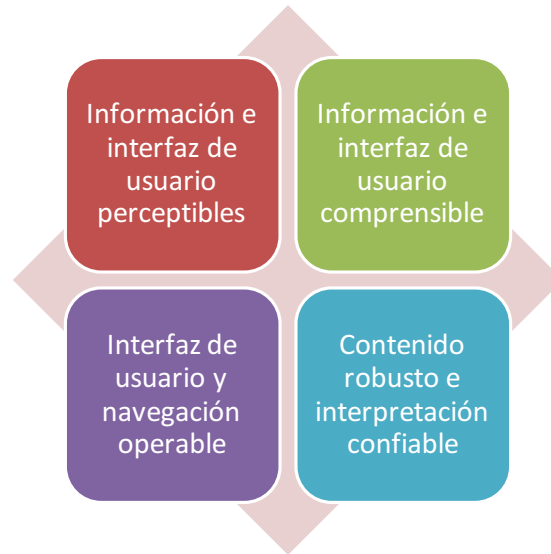 Información e
interfaz de
usuario
perceptibles
Información e
interfaz de
usuario
comprensible
Interfaz de
usuario y
navegación
operable
Contenido
robusto e
interpretación
confiable